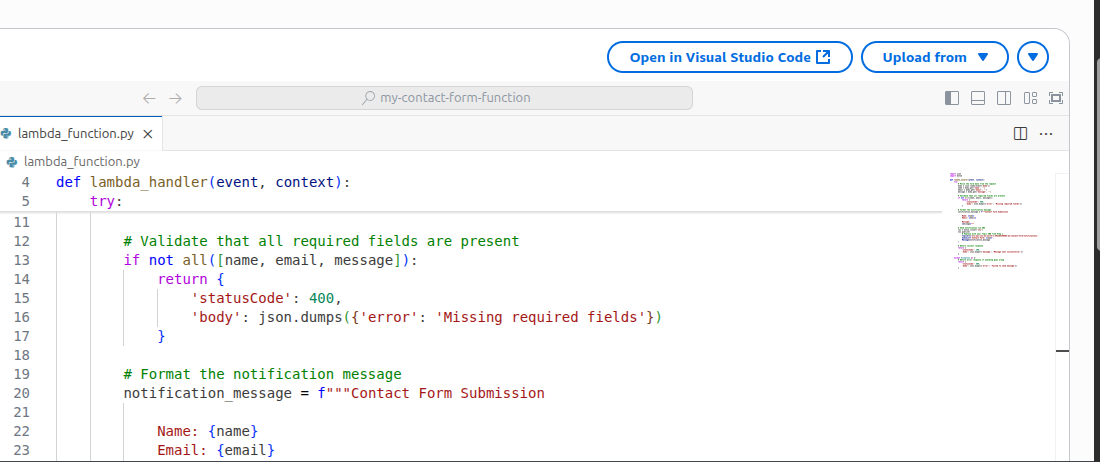 Open in Visual Studio Code
Upload from
my-contact-form-function
lambda_function.py
lambda_function.py
4 def lambda_handler(event, context):
5     try:
11
12         # Validate that all required fields are present
13         if not all([name, email, message]):
14             return {
15                 'statusCode': 400,
16                 'body': json.dumps({'error': 'Missing required fields'})
17             }
18
19         # Format the notification message
20         notification_message = f"""Contact Form Submission
21
22             Name: {name}
23             Email: {email}